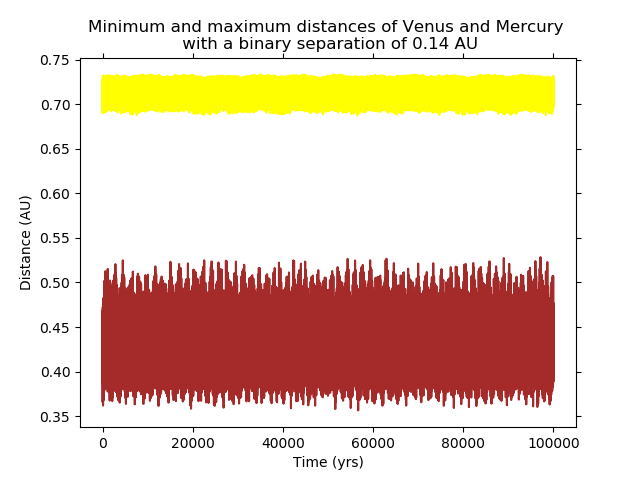 Minimum and maximum distances of Venus and Mercury
with a binary separation of 0.14 AU
0.75
0.70
0.65
0.60
0.55
0.50
0.45
0.40
0.35
Distance (AU)
0 20000 40000 60000 80000 100000
Time (yrs)